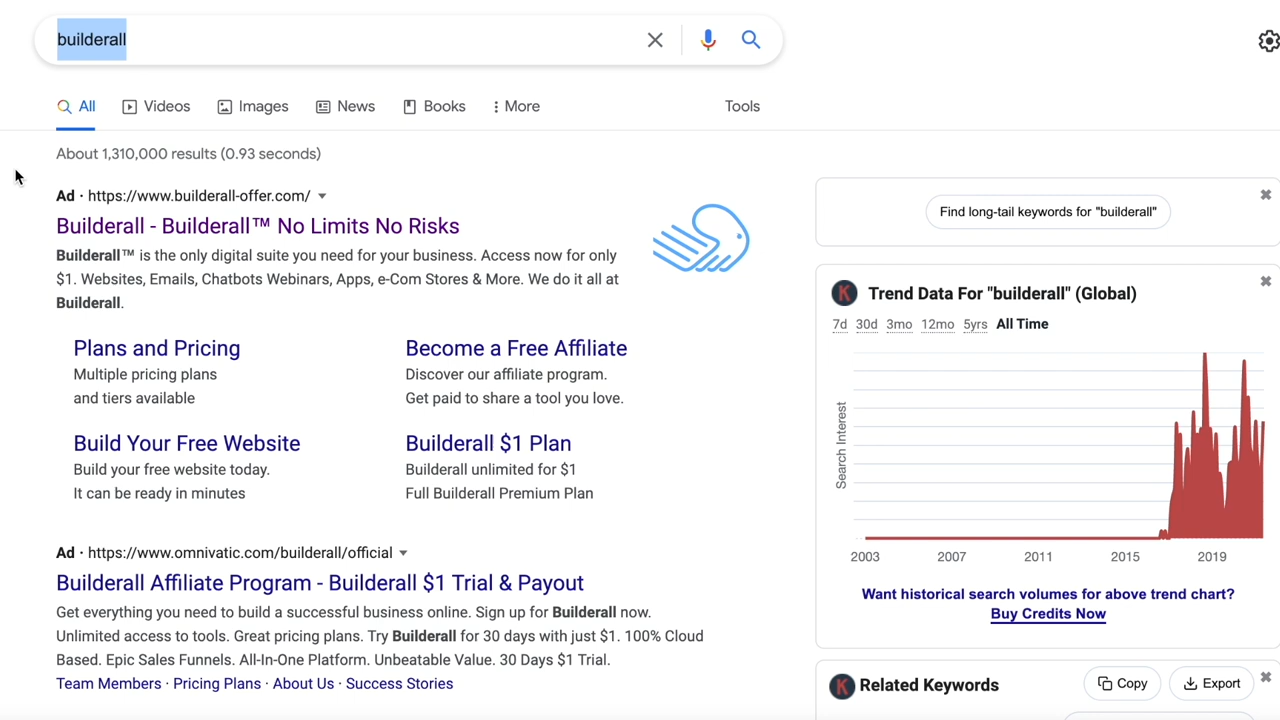 builderall
All Videos Images News Books More Tools
About 1,310,000 results (0.93 seconds)
Ad · https://www.builderall-offer.com/
Builderall - Builderall™ No Limits No Risks
Builderall™ is the only digital suite you need for your business. Access now for only
$1. Websites, Emails, Chatbots Webinars, Apps, e-Com Stores & More. We do it all at
Builderall.
Plans and Pricing
Multiple pricing plans
and tiers available
Become a Free Affiliate
Discover our affiliate program.
Get paid to share a tool you love.
Build Your Free Website
Build your free website today.
It can be ready in minutes
Builderall $1 Plan
Builderall unlimited for $1
Full Builderall Premium Plan
Ad · https://www.omnivatic.com/builderall/official
Builderall Affiliate Program - Builderall $1 Trial & Payout
Get everything you need to build a successful business online. Sign up for Builderall now.
Unlimited access to tools. Great pricing plans. Try Builderall for 30 days with just $1. 100% Cloud
Based. Epic Sales Funnels. All-In-One Platform. Unbeatable Value. 30 Days $1 Trial.
Team Members · Pricing Plans · About Us · Success Stories
Find long-tail keywords for "builderall"
K Trend Data For "builderall" (Global)
7d 30d 3mo 12mo 5yrs All Time
Search Interest
2003 2007 2011 2015 2019
Want historical search volumes for above trend chart?
Buy Credits Now
K Related Keywords Copy Export